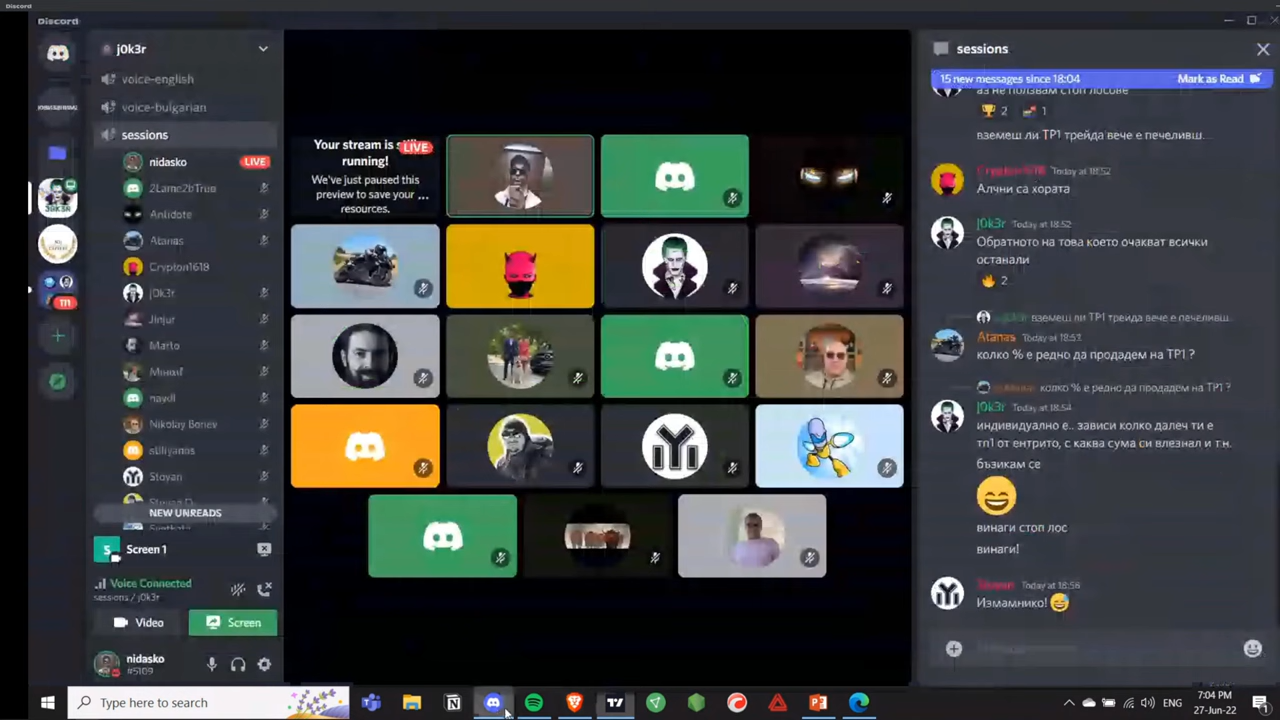 Discord
Discord
j0k3r
voice-english
voice-bulgarian
sessions
nidasko
LIVE
2Lame2bTrue
Antidote
Atanas
Crypton1618
j0k3r
Jinjur
Marto
navdl
Nikolay Bonev
stiliyanos
Stoyan
NEW UNREADS
S
Screen 1
Voice Connected
sessions / j0k3r
Video
Screen
nidasko
#5109
Your stream is still
running!
LIVE
We've just paused this
preview to save your
resources.
sessions
15 new messages since 18:04
Mark as Read
аз не ползвам стоп лосове
2
1
вземеш ли TP1 трейда вече е печеливш...
Crypton1618 Today at 18:52
Алчни са хората
j0k3r Today at 18:52
Обратното на това което очакват всички
останали
2
вземеш ли TP1 трейда вече е печеливш...
Atanas Today at 18:53
колко % е редно да продадем на TP1 ?
колко % е редно да продадем на TP1 ?
j0k3r Today at 18:54
индивидуално е.. зависи колко далеч ти е
тп1 от ентрито, с каква сума си влезнал и т.н.
бъзикам се
винаги стоп лос
винаги!
Stoyan Today at 18:56
Измамнико!
Type here to search
ENG
7:04 PM
27-Jun-22